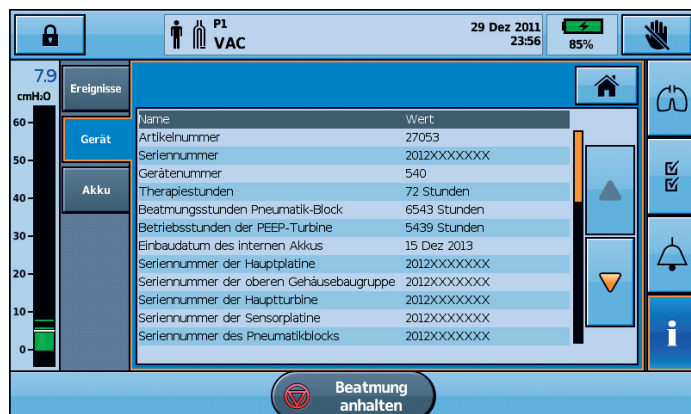 P1
VAC
29 Dez 2011
23:56
85%
7.9
cmH₂O
60
50
40
30
20
10
0
Ereignisse
Gerät
Akku
Name Wert
Artikelnummer 27053
Seriennummer 2012XXXXXXX
Gerätenummer 540
Therapiestunden 72 Stunden
Beatmungsstunden Pneumatik-Block 6543 Stunden
Betriebsstunden der PEEP-Turbine 5439 Stunden
Einbaudatum des internen Akkus 15 Dez 2013
Seriennummer der Hauptplatine 2012XXXXXXX
Seriennummer der oberen Gehäusebaugruppe 2012XXXXXXX
Seriennummer der Hauptturbine 2012XXXXXXX
Seriennummer der Sensorplatine 2012XXXXXXX
Seriennummer des Pneumatikblocks 2012XXXXXXX
i
Beatmung
anhalten